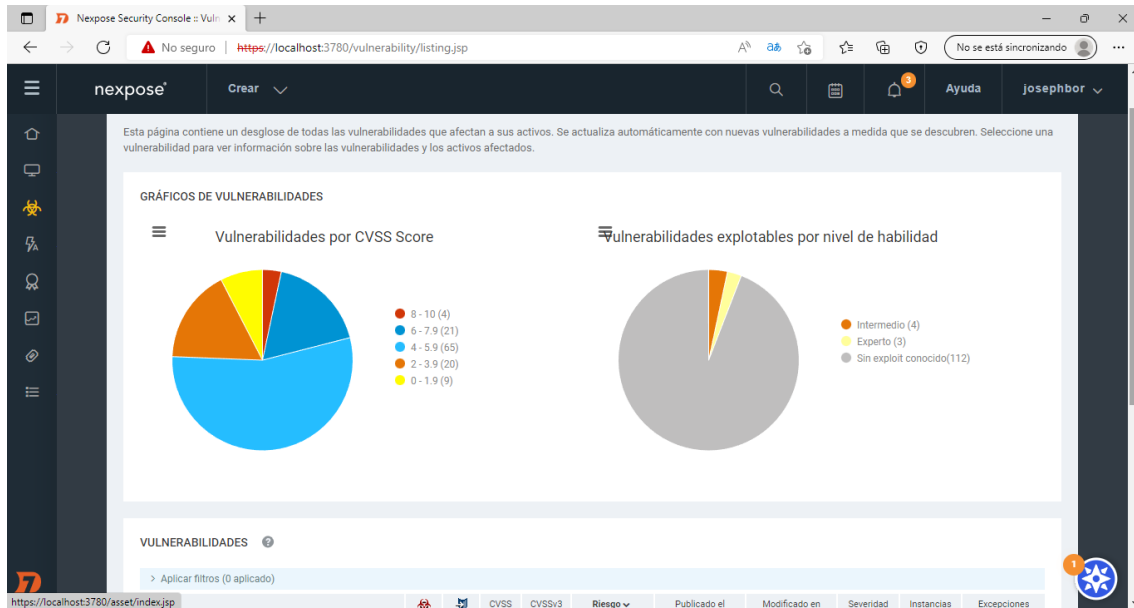 Nexpose Security Console :: Vuln
No seguro | https://localhost:3780/vulnerability/listing.jsp
No se está sincronizando
nexpose
Crear
3
Ayuda
josephbor
Esta página contiene un desglose de todas las vulnerabilidades que afectan a sus activos. Se actualiza automáticamente con nuevas vulnerabilidades a medida que se descubren. Seleccione una
vulnerabilidad para ver información sobre las vulnerabilidades y los activos afectados.
GRÁFICOS DE VULNERABILIDADES
Vulnerabilidades por CVSS Score
8 - 10 (4)
6 - 7.9 (21)
4 - 5.9 (65)
2 - 3.9 (20)
0 - 1.9 (9)
Vulnerabilidades explotables por nivel de habilidad
Intermedio (4)
Experto (3)
Sin exploit conocido(112)
VULNERABILIDADES
> Aplicar filtros (0 aplicado)
CVSS CVSSv3 Riesgo Publicado el Modificado en Severidad Instancias Excepciones
1
https://localhost:3780/asset/index.jsp